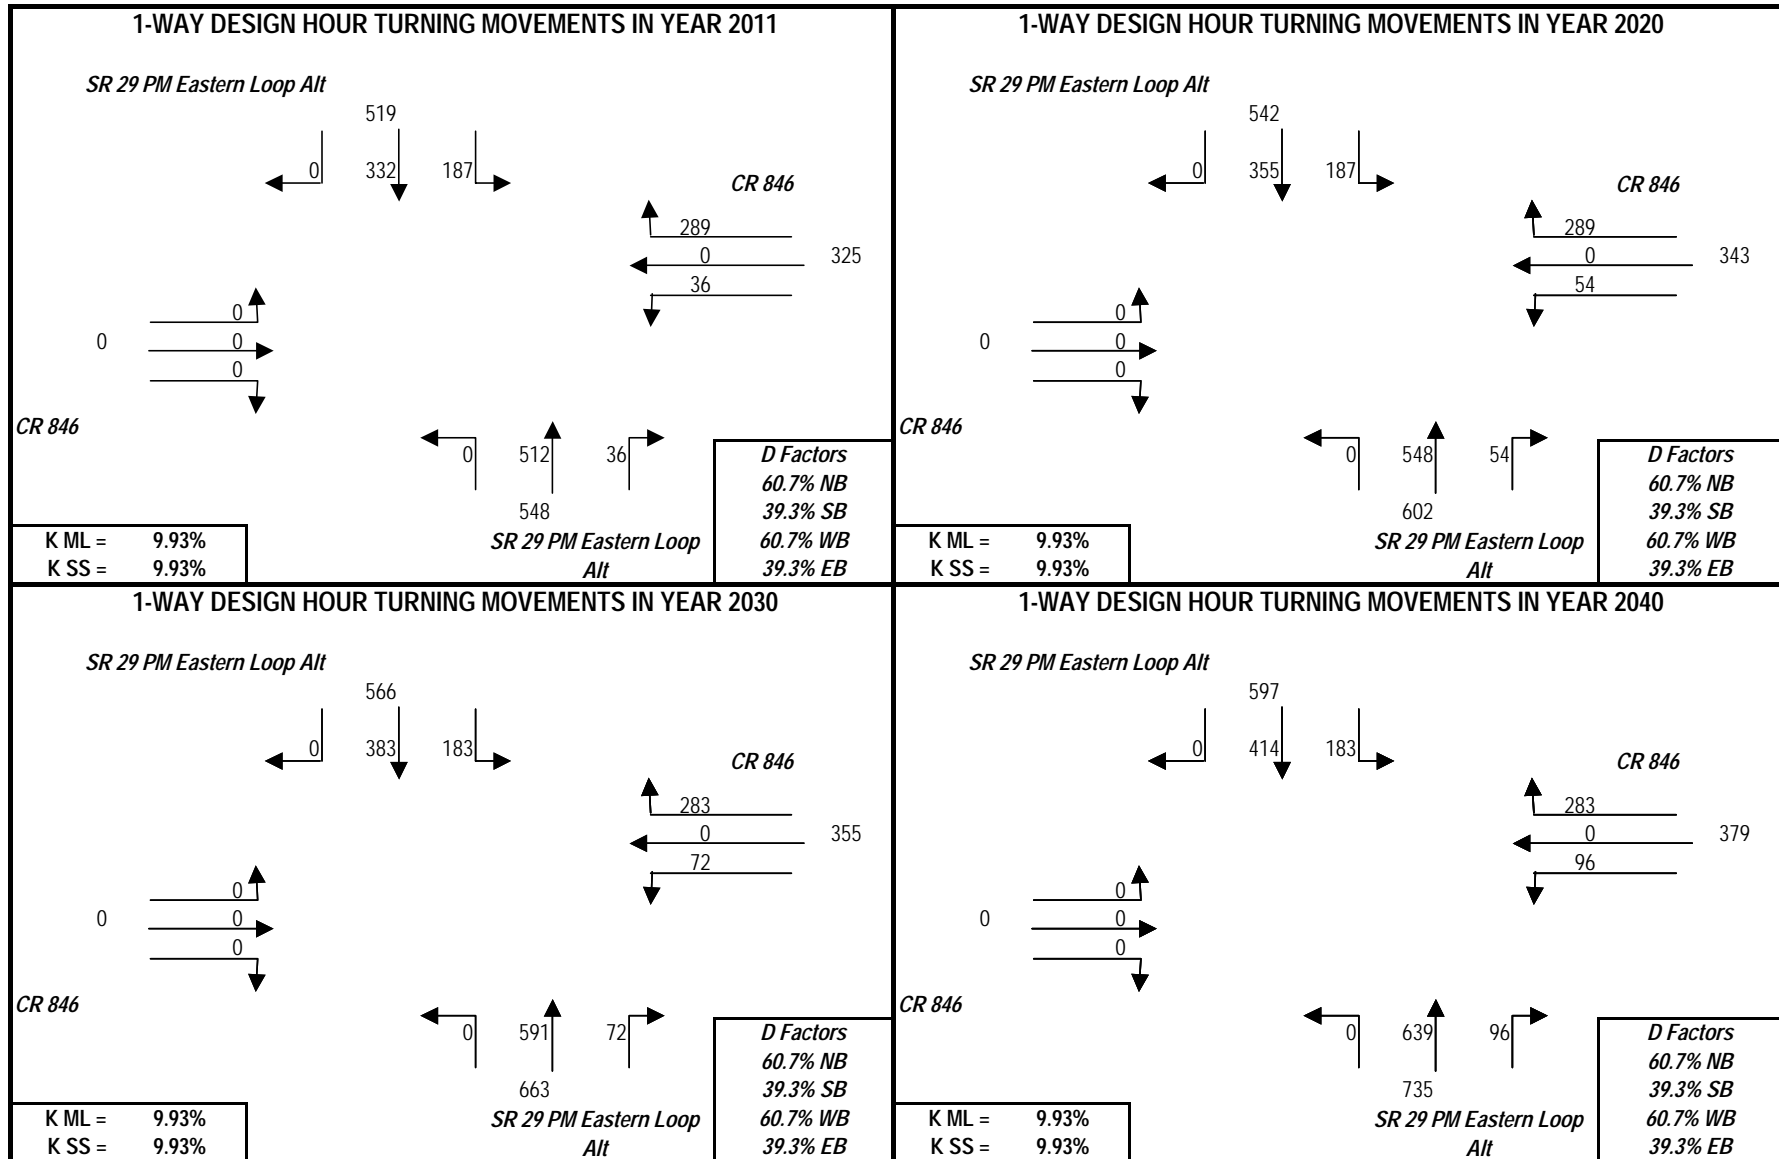 1-WAY DESIGN HOUR TURNING MOVEMENTS IN YEAR 2011
SR 29 PM Eastern Loop Alt
519
0 332 187
CR 846
289
0 325
36
0
0 0
0
CR 846
0 512 36
548
SR 29 PM Eastern Loop
Alt
D Factors
60.7% NB
39.3% SB
60.7% WB
39.3% EB
K ML = 9.93%
K SS = 9.93%
1-WAY DESIGN HOUR TURNING MOVEMENTS IN YEAR 2020
SR 29 PM Eastern Loop Alt
542
0 355 187
CR 846
289
0 343
54
0
0 0
0
CR 846
0 548 54
602
SR 29 PM Eastern Loop
Alt
D Factors
60.7% NB
39.3% SB
60.7% WB
39.3% EB
K ML = 9.93%
K SS = 9.93%
1-WAY DESIGN HOUR TURNING MOVEMENTS IN YEAR 2030
SR 29 PM Eastern Loop Alt
566
0 383 183
CR 846
283
0 355
72
0
0 0
0
CR 846
0 591 72
663
SR 29 PM Eastern Loop
Alt
D Factors
60.7% NB
39.3% SB
60.7% WB
39.3% EB
K ML = 9.93%
K SS = 9.93%
1-WAY DESIGN HOUR TURNING MOVEMENTS IN YEAR 2040
SR 29 PM Eastern Loop Alt
597
0 414 183
CR 846
283
0 379
96
0
0 0
0
CR 846
0 639 96
735
SR 29 PM Eastern Loop
Alt
D Factors
60.7% NB
39.3% SB
60.7% WB
39.3% EB
K ML = 9.93%
K SS = 9.93%